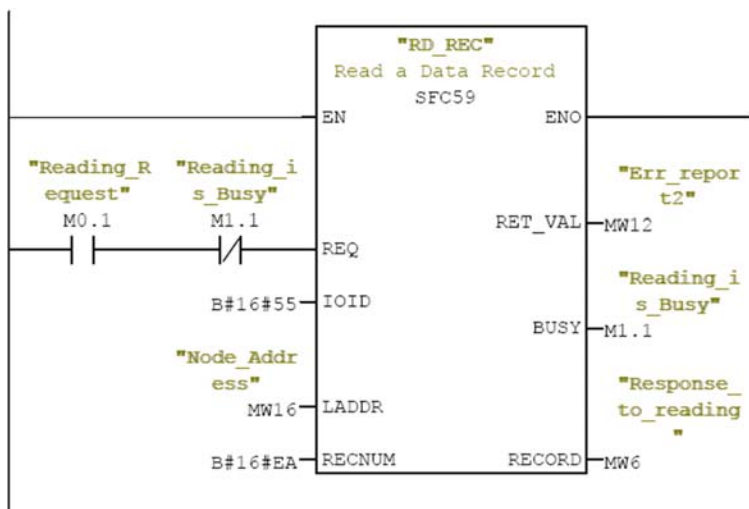 "RD_REC"
Read a Data Record
SFC59
EN
ENO
"Reading_R
equest"
M0.1
"Reading_i
s_Busy"
M1.1
REQ
"Err_repor
t2"
RET_VAL
MW12
B#16#55
IOID
"Reading_i
s_Busy"
BUSY
M1.1
"Node_Addr
ess"
MW16
LADDR
"Response_
to_reading
"
B#16#EA
RECNUM
RECORD
MW6